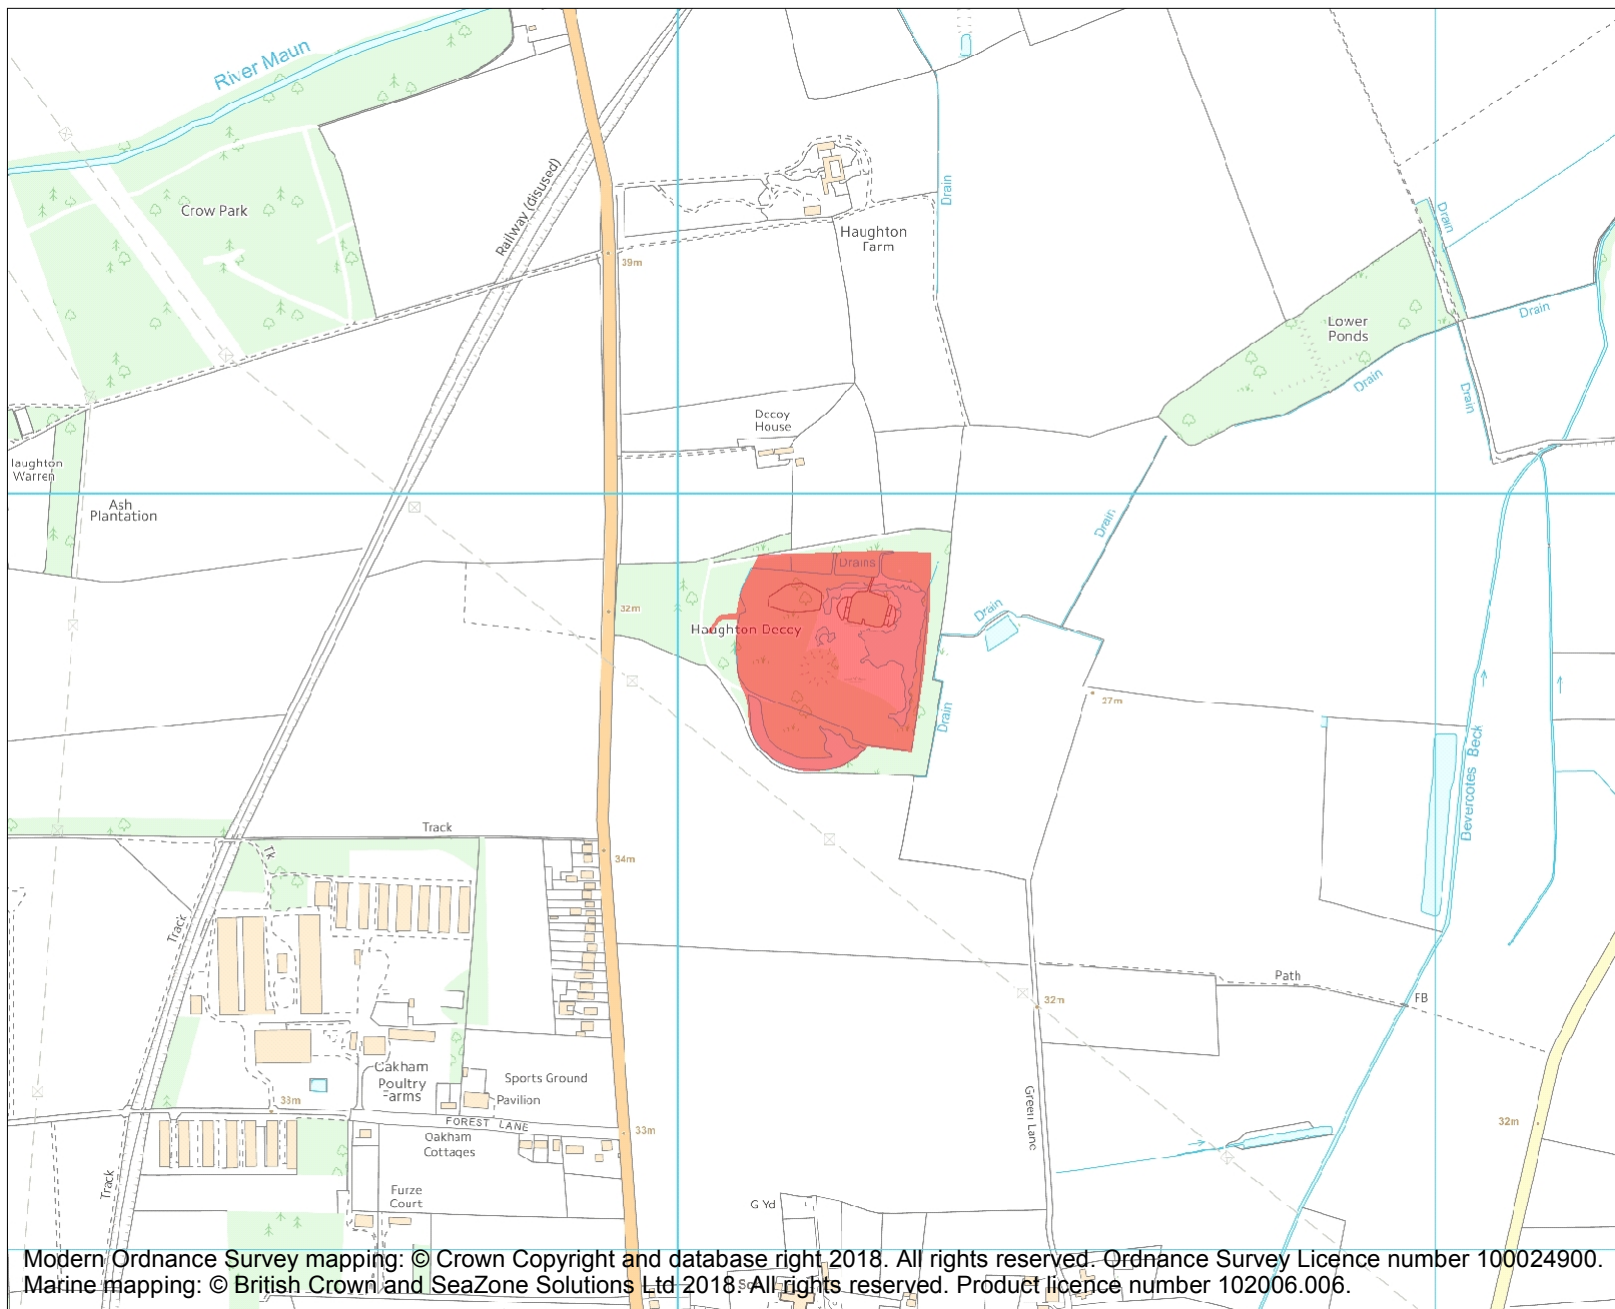 River Maun
Drain
Railway (disused)
Crow Park
Drain
Haughton
Farm
39m
Drain
Lower
Ponds
Drain
Drain
Decoy
House
Haughton
Warren
Ash
Plantation
Drain
Drains
32m
Haughton Decoy
Drain
27m
Drain
Bevercotes Beck
Track
Tk
34m
Track
Path
FB
32m
Oakham
Poultry
Farms
Sports Ground
Pavilion
33m
FOREST LANE
33m
Oakham
Cottages
Green Lane
32m
Track
Furze
Court
G Yd
Modern Ordnance Survey mapping: © Crown Copyright and database right 2018. All rights reserved. Ordnance Survey Licence number 100024900.
Marine mapping: © British Crown and SeaZone Solutions Ltd 2018. All rights reserved. Product licence number 102006.006.